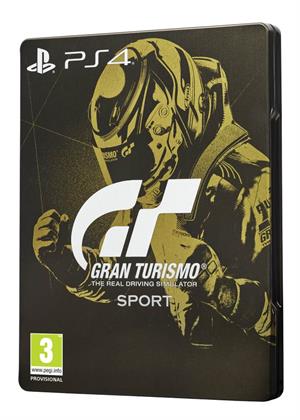 PS4
GT
GRAN TURISMO®
THE REAL DRIVING SIMULATOR
SPORT
3
www.pegi.info
PROVISIONAL